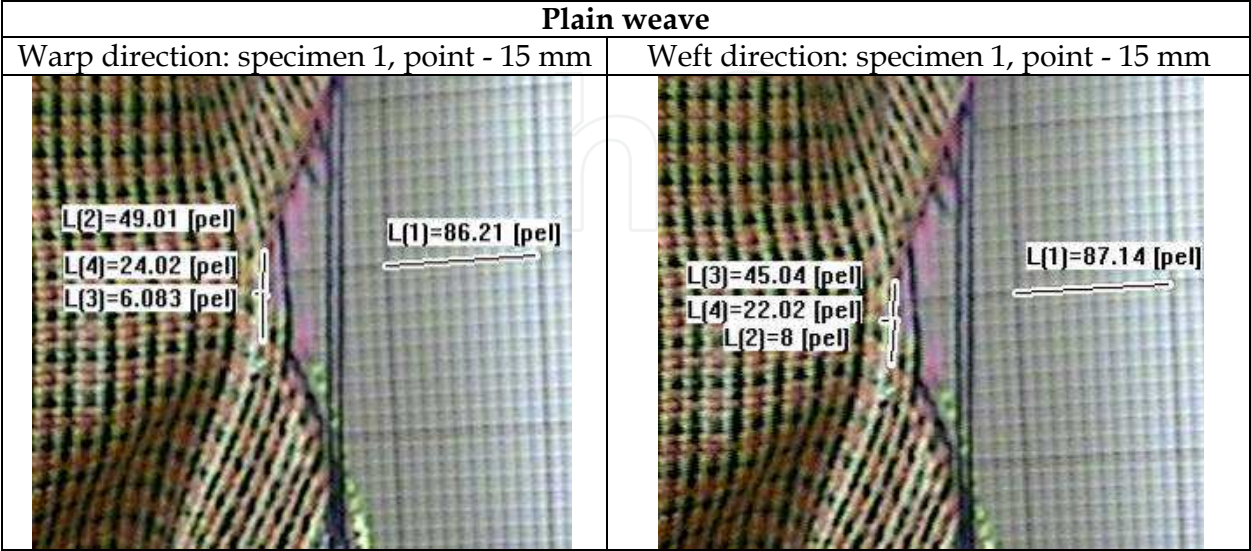 Plain weave
Warp direction: specimen 1, point - 15 mm
Weft direction: specimen 1, point - 15 mm
L(2)=49.01 [pel]
L(1)=86.21 [pel]
L(4)=24.02 [pel]
L(3)=6.083 [pel]
L(1)=87.14 [pel]
L(3)=45.04 [pel]
L(4)=22.02 [pel]
L(2)=8 [pel]